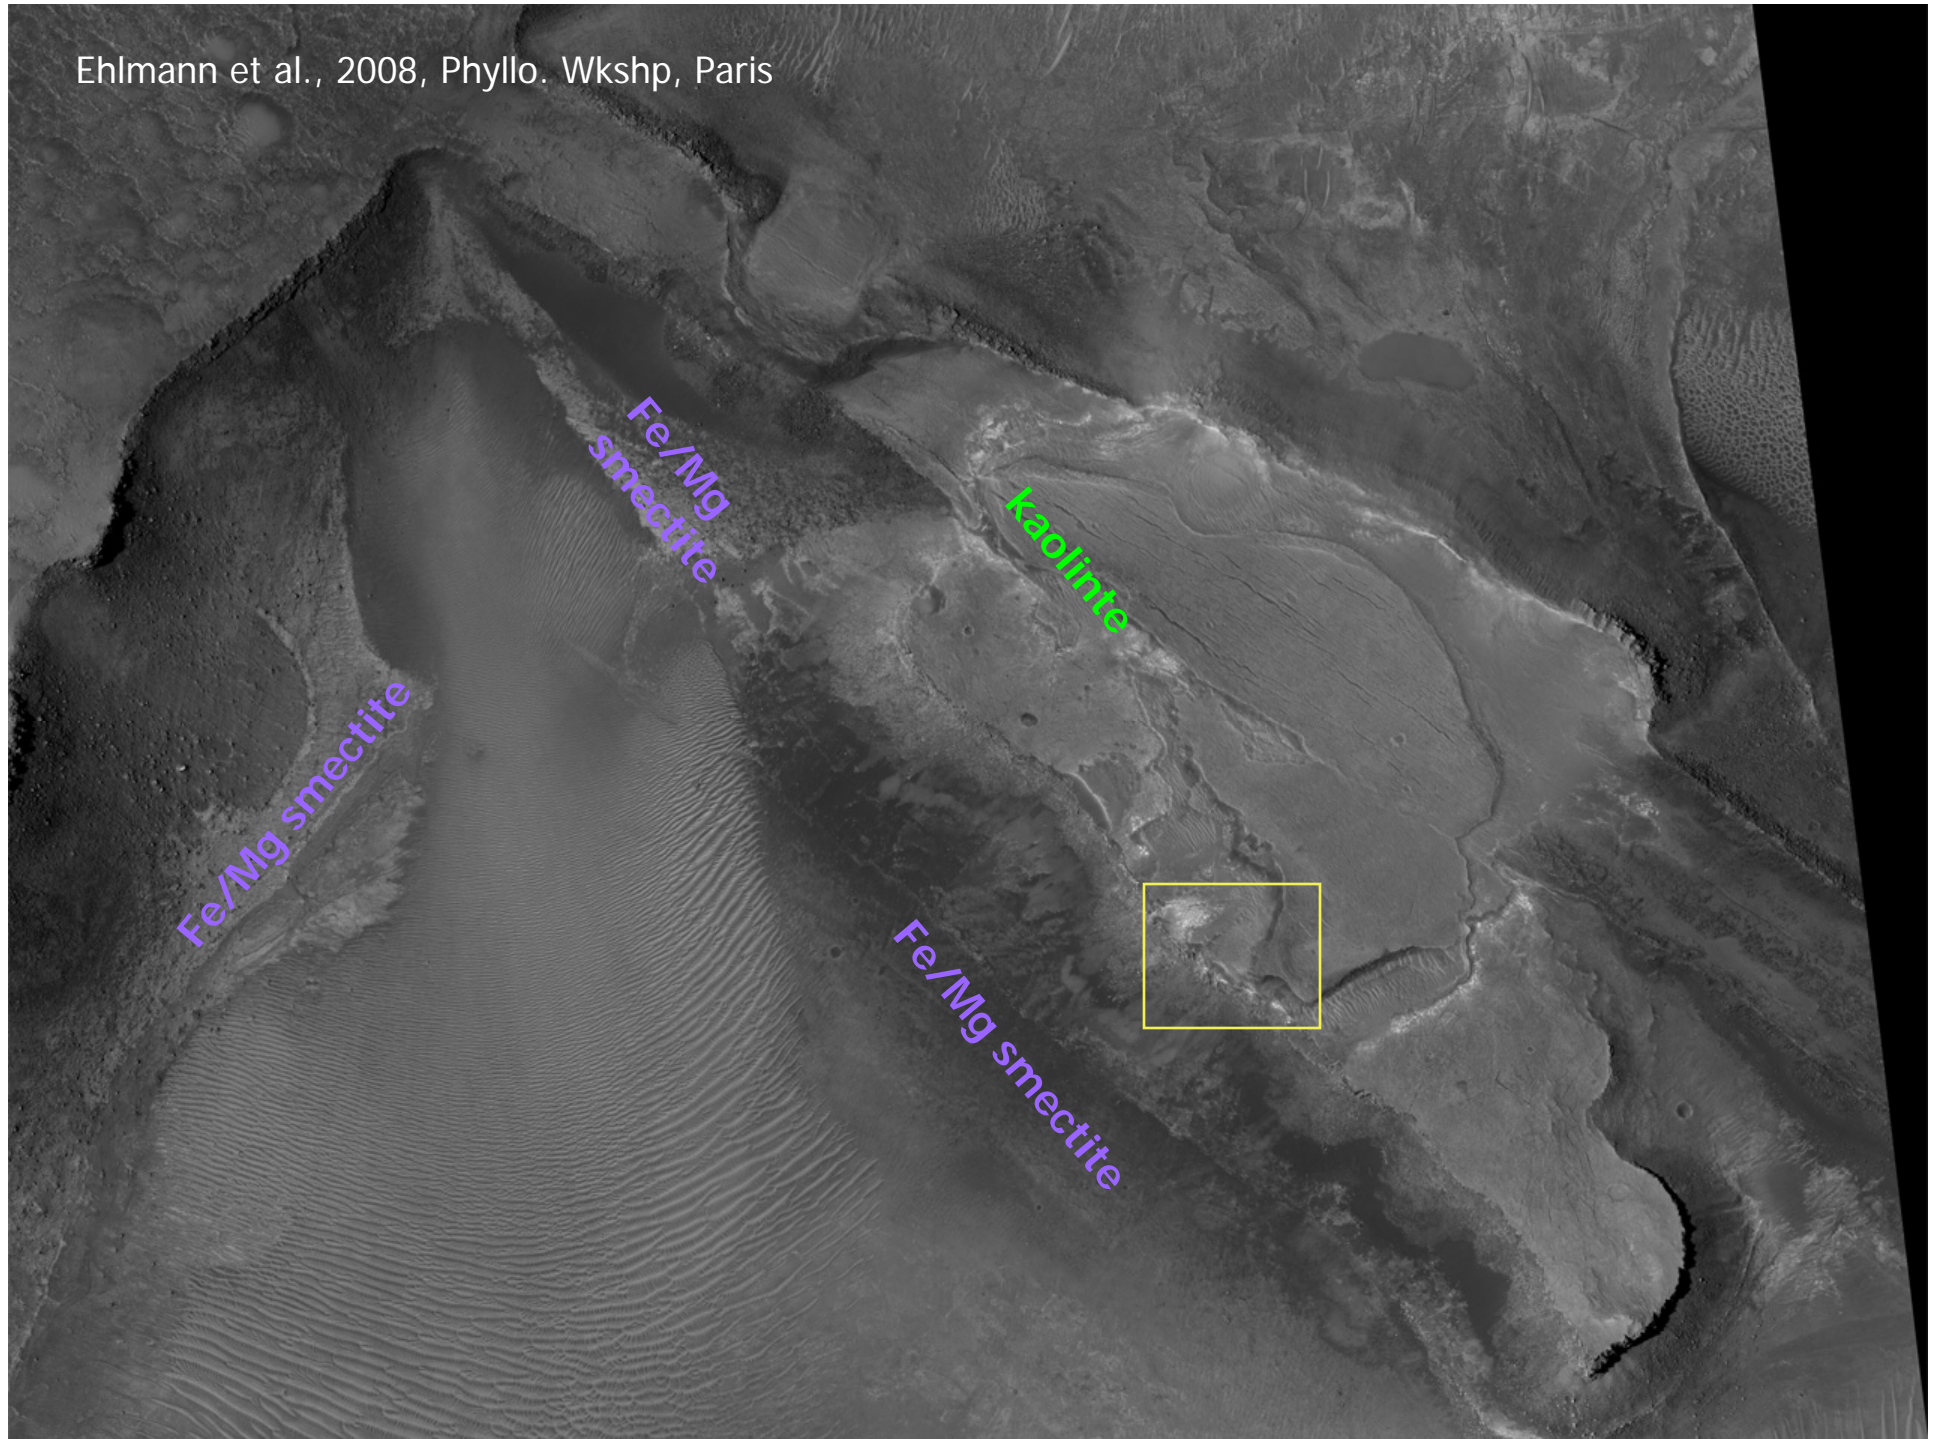 Ehlmann et al., 2008, Phyllo. Wkshp, Paris
Fe/Mg
smectite
kaolinte
Fe/Mg smectite
Fe/Mg smectite